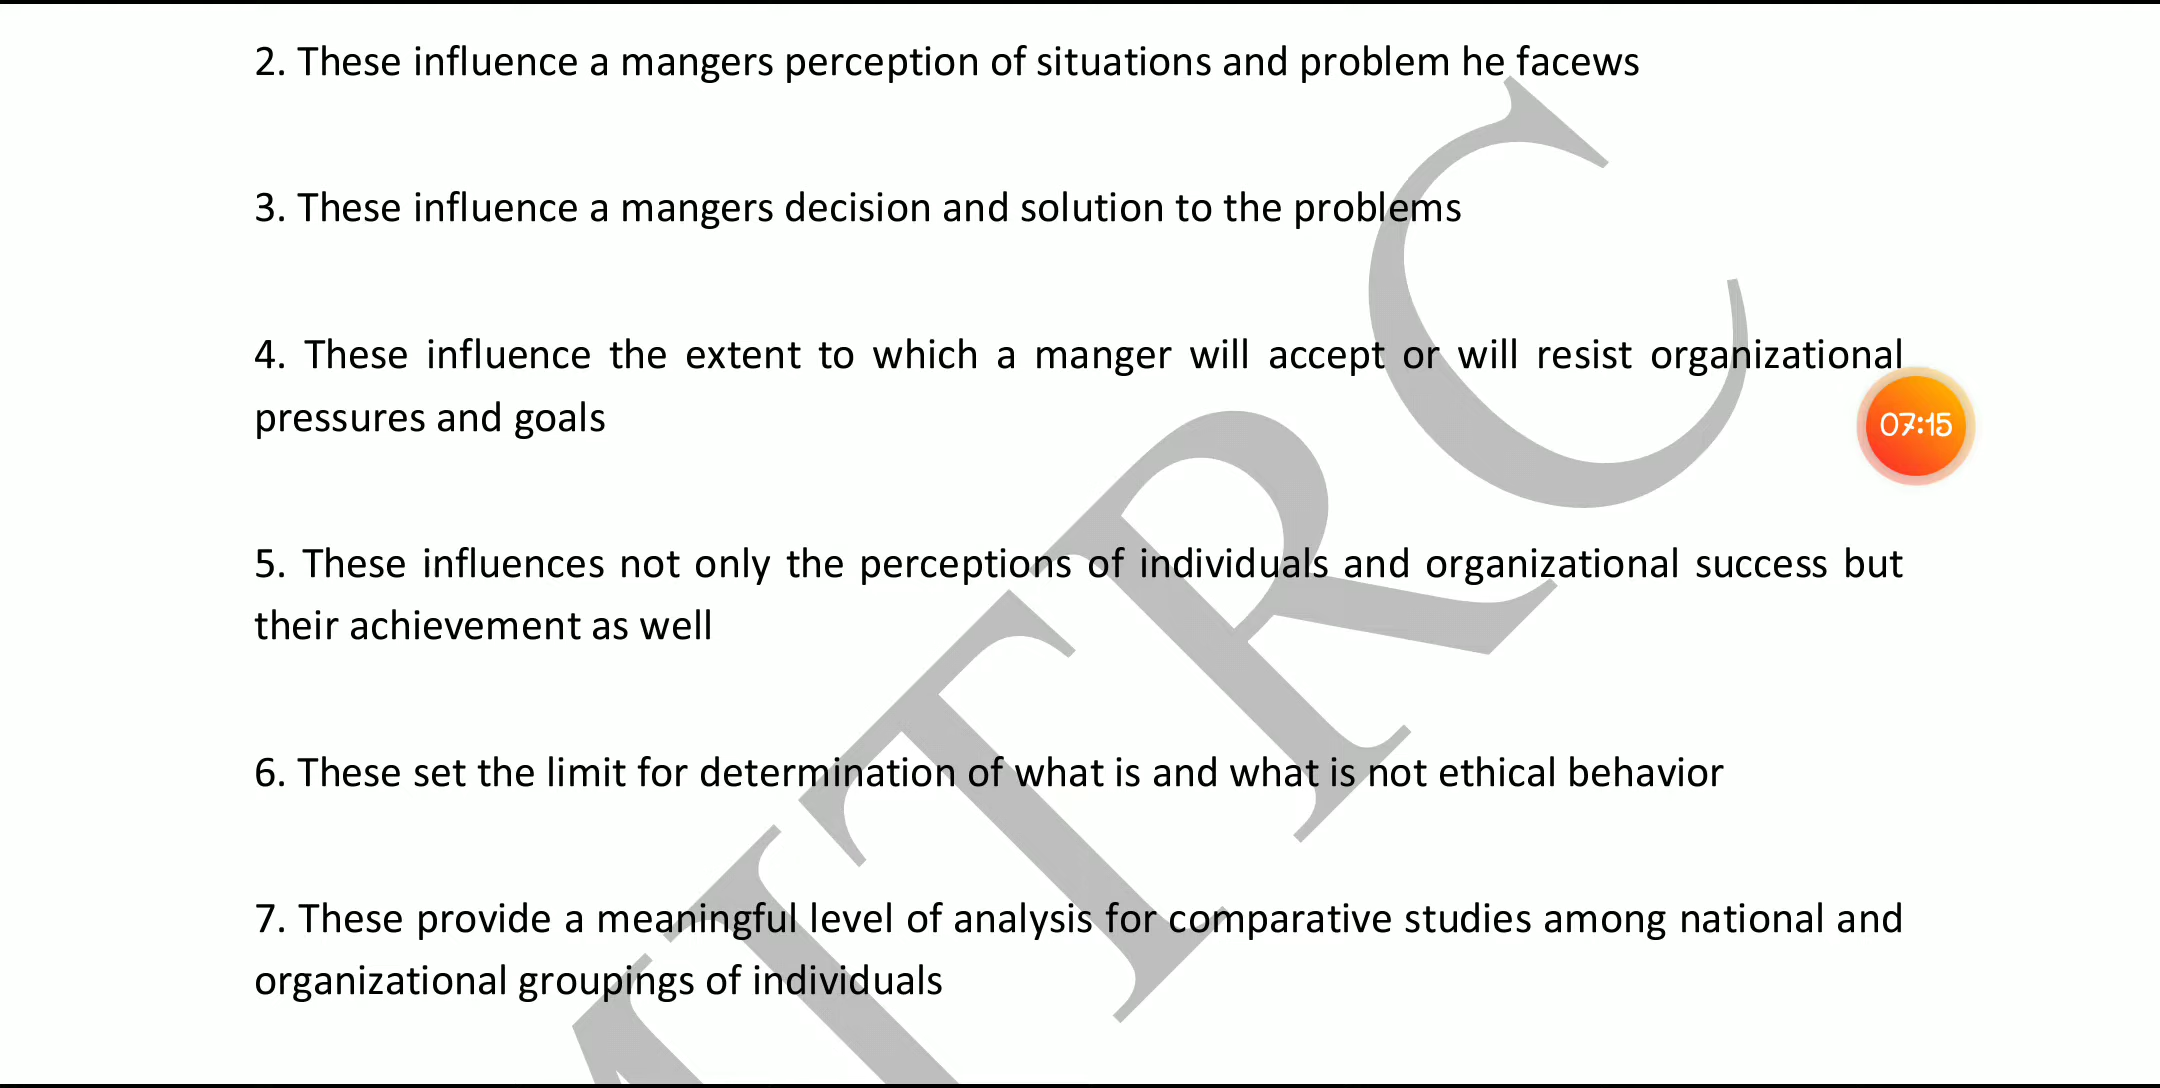 2. These influence a mangers perception of situations and problem he facews
3. These influence a mangers decision and solution to the problems
4. These influence the extent to which a manger will accept or will resist organizational
pressures and goals
07:15
5. These influences not only the perceptions of individuals and organizational success but
their achievement as well
6. These set the limit for determination of what is and what is not ethical behavior
7. These provide a meaningful level of analysis for comparative studies among national and
organizational groupings of individuals